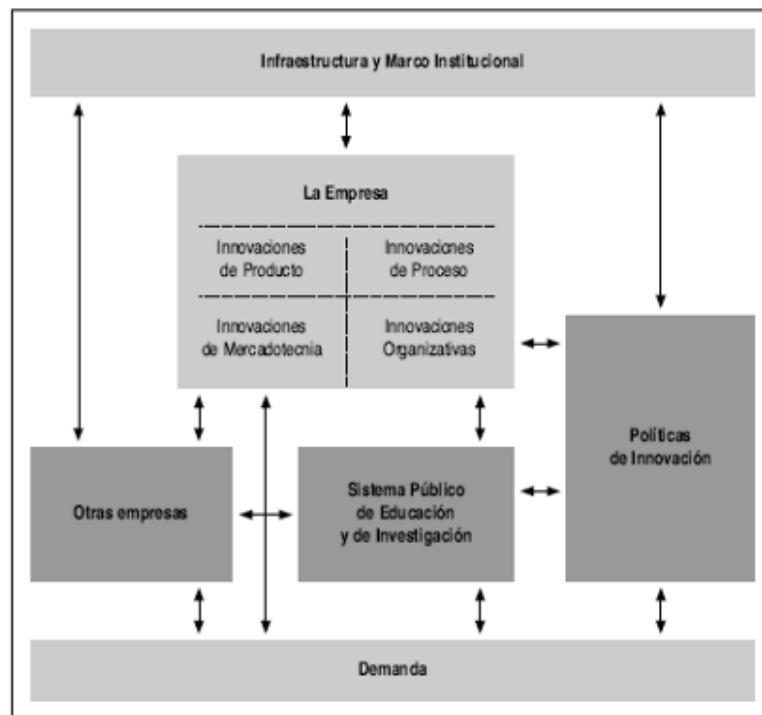 Infraestructura y Marco Institucional
La Empresa
Innovaciones
de Producto
Innovaciones
de Proceso
Innovaciones
de Mercadotecnia
Innovaciones
Organizativas
Políticas
de Innovación
Otras empresas
Sistema Público
de Educación
y de Investigación
Demanda